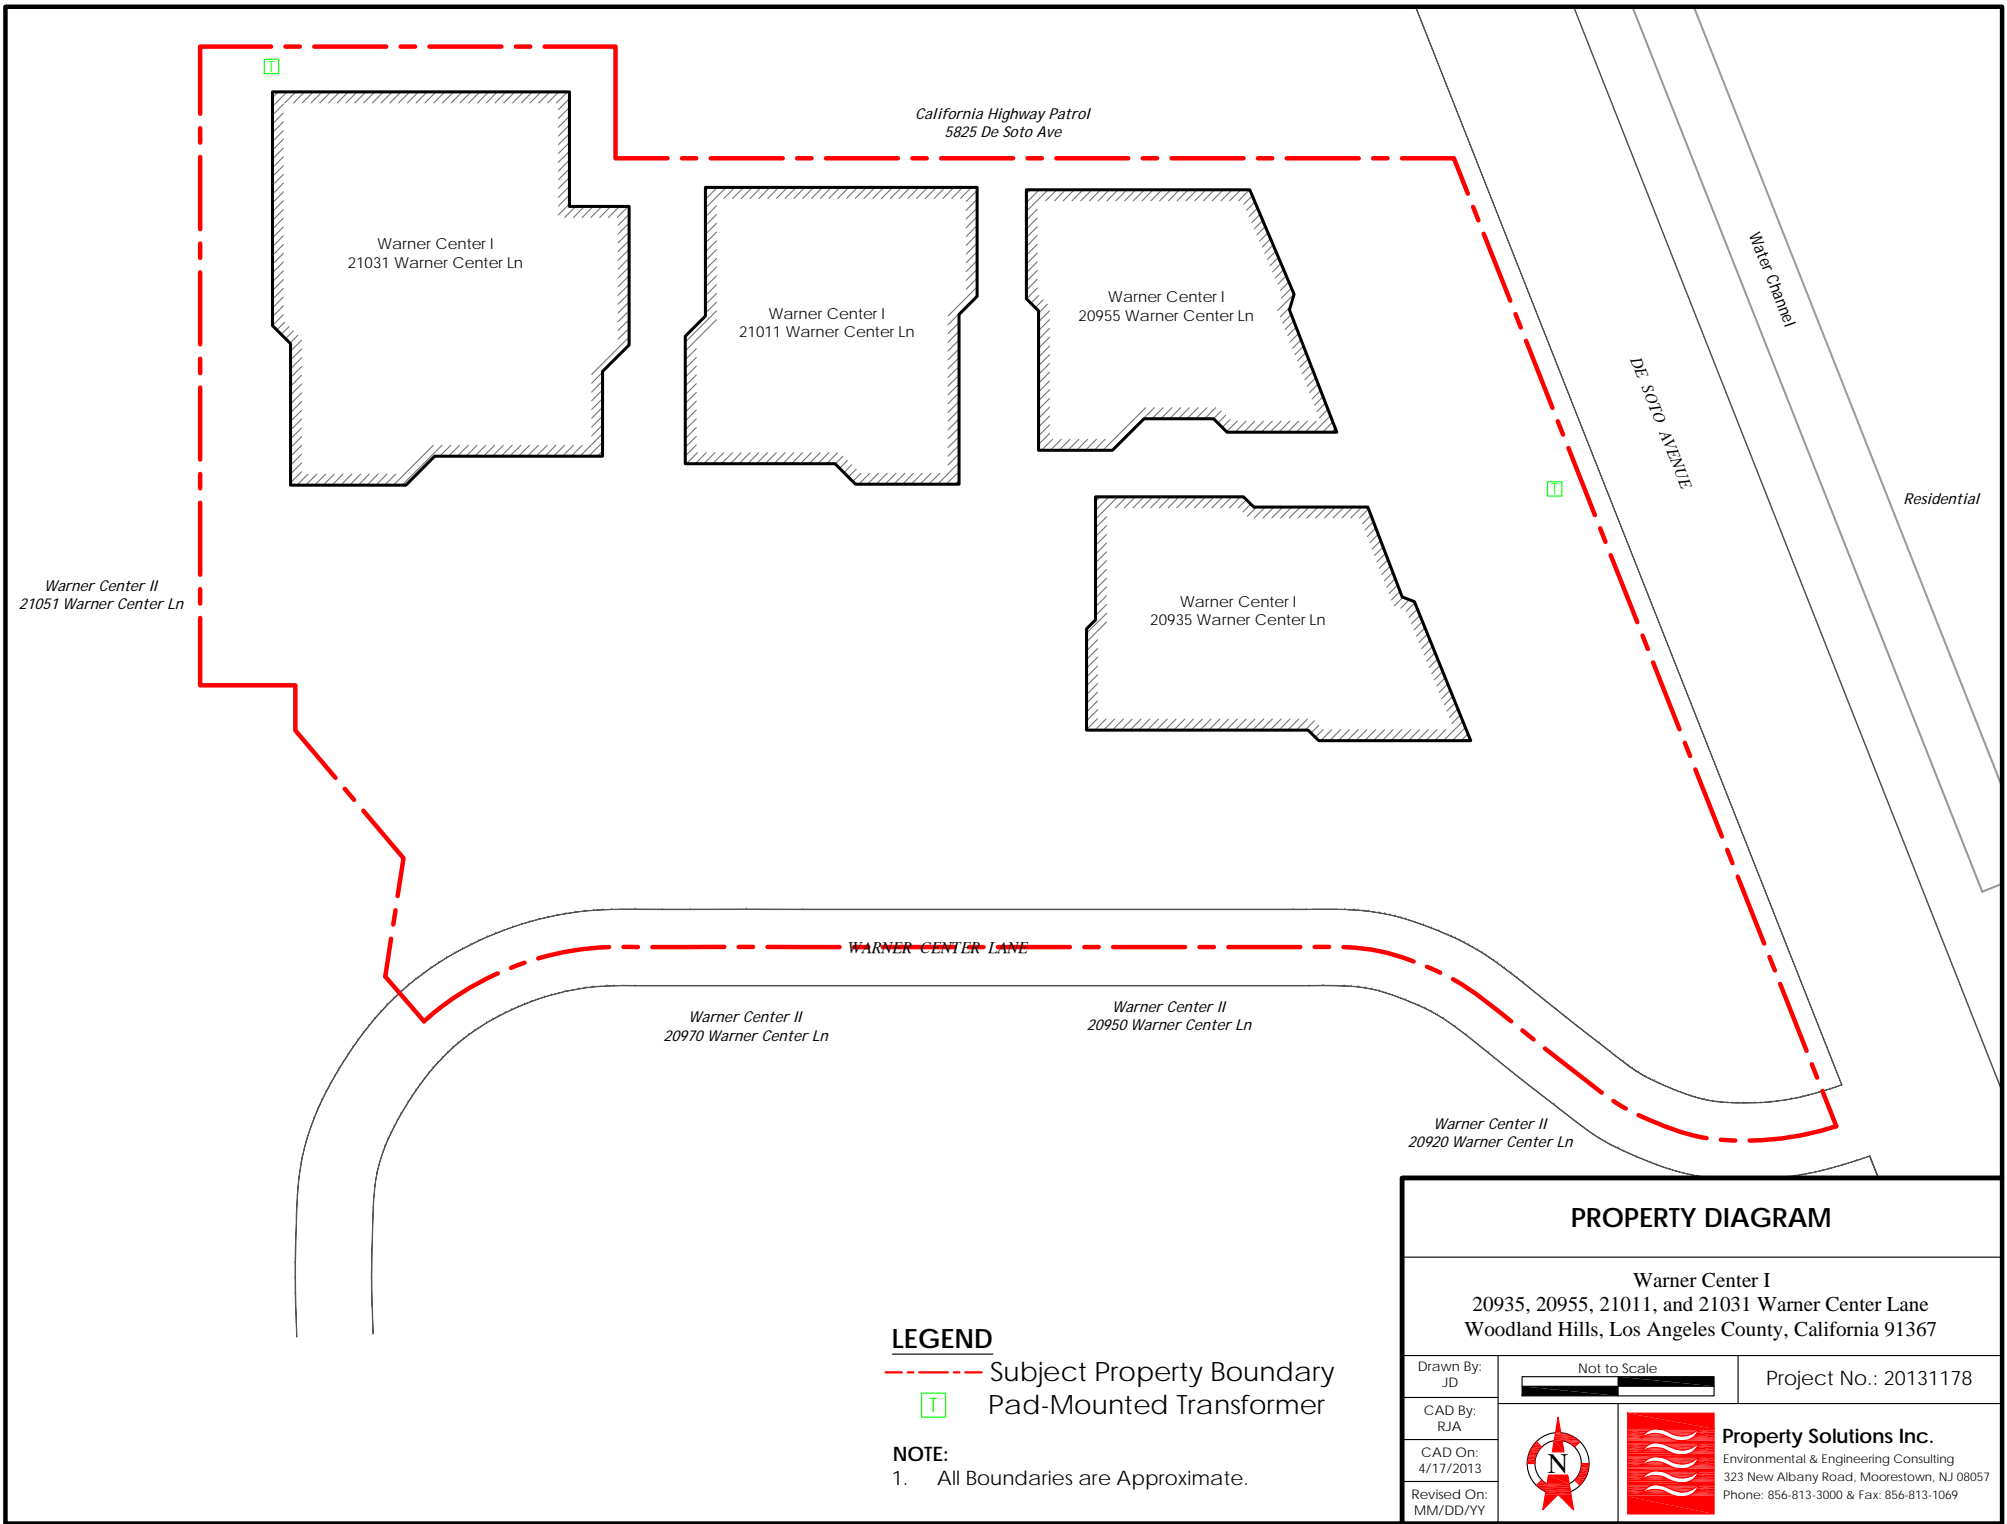 T
California Highway Patrol
5825 De Soto Ave
Warner Center I
21031 Warner Center Ln
Warner Center I
21011 Warner Center Ln
Warner Center I
20955 Warner Center Ln
Water Channel
DE SOTO AVENUE
T
Residential
Warner Center II
21051 Warner Center Ln
Warner Center I
20935 Warner Center Ln
WARNER CENTER LANE
Warner Center II
20970 Warner Center Ln
Warner Center II
20950 Warner Center Ln
Warner Center II
20920 Warner Center Ln
LEGEND
Subject Property Boundary
T Pad-Mounted Transformer
NOTE:
1. All Boundaries are Approximate.
PROPERTY DIAGRAM
Warner Center I
20935, 20955, 21011, and 21031 Warner Center Lane
Woodland Hills, Los Angeles County, California 91367
Drawn By:
JD
Not to Scale
Project No.: 20131178
CAD By:
RJA
CAD On:
4/17/2013
Revised On:
MM/DD/YY
N
Property Solutions Inc.
Environmental & Engineering Consulting
323 New Albany Road, Moorestown, NJ 08057
Phone: 856-813-3000 & Fax: 856-813-1069